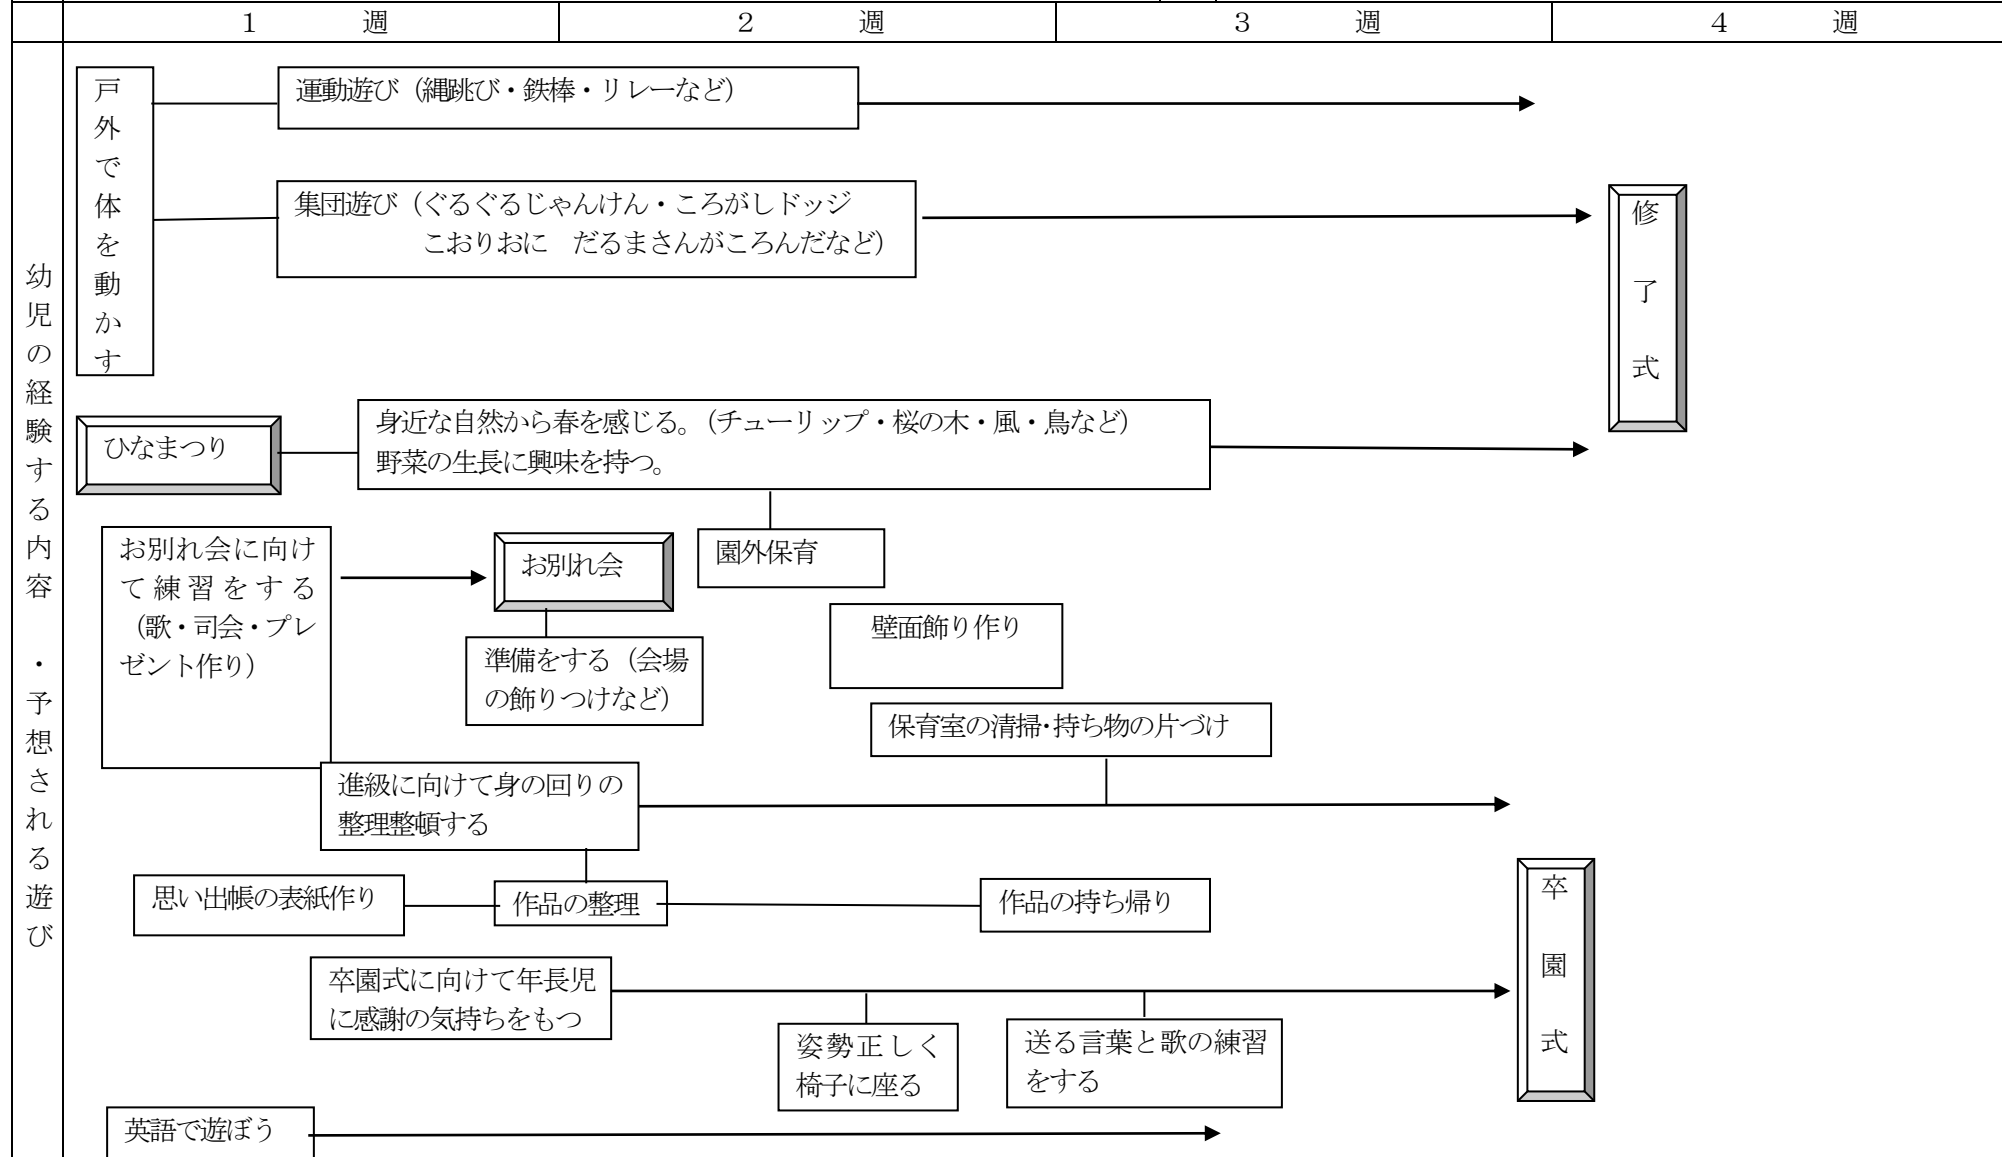 １　週
２　週
３　週
４　週
幼児の経験する内容　・予想される遊び
戸外で体を動かす
運動遊び（縄跳び・鉄棒・リレーなど）
集団遊び（ぐるぐるじゃんけん・ころがしドッジ
こおりおに　だるまさんがころんだなど）
修了式
ひなまつり
身近な自然から春を感じる。（チューリップ・桜の木・風・鳥など）
野菜の生長に興味を持つ。
園外保育
お別れ会に向け
て練習をする
（歌・司会・プレ
ゼント作り）
お別れ会
準備をする（会場
の飾りつけなど）
壁面飾り作り
保育室の清掃・持ち物の片づけ
進級に向けて身の回りの
整理整頓する
思い出帳の表紙作り
作品の整理
作品の持ち帰り
卒園式
卒園式に向けて年長児
に感謝の気持ちをもつ
姿勢正しく
椅子に座る
送る言葉と歌の練習
をする
英語で遊ぼう